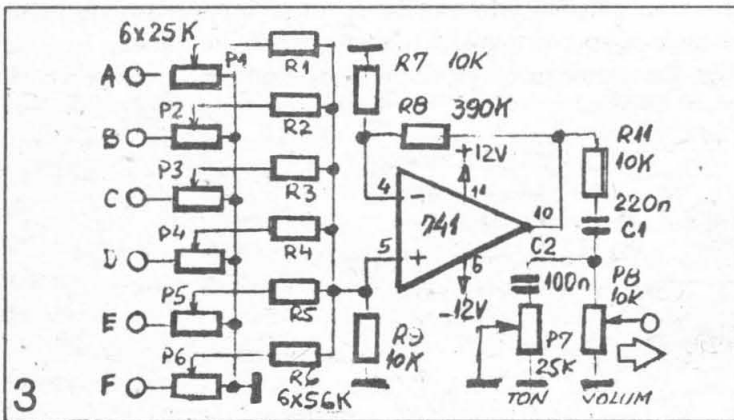 6x25K
A P1 R1
B P2 R2
C P3 R3
D P4 R4
E P5 R5
F P6 R6
6x56K
R7 10K
R8 390K
+12V
4 - 11
741 10
5 + 6
-12V
R9
10K
R11
10K
220n
C1
C2
100n
P8
10K
P7
25K
TON VOLUM
3